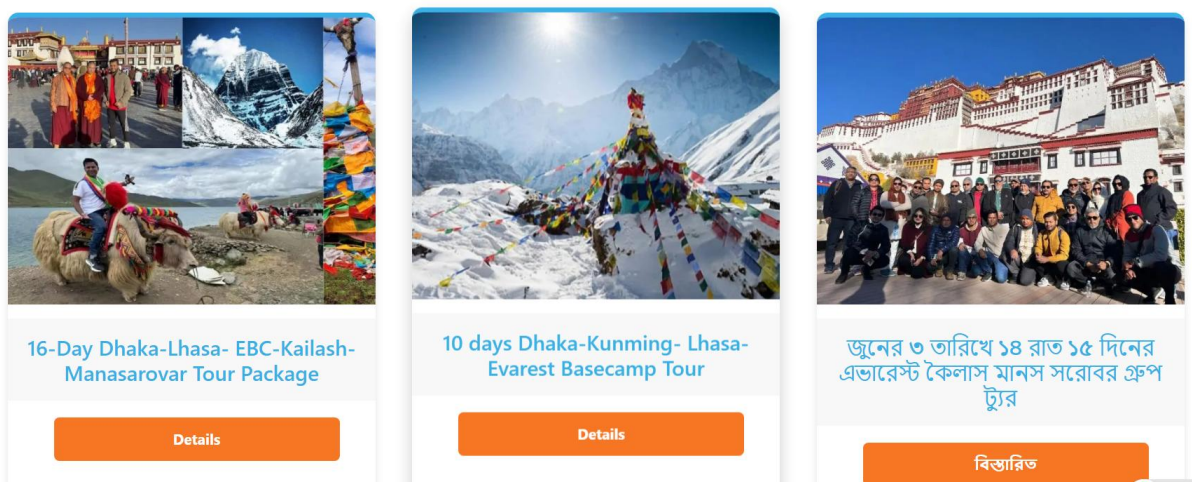 16-Day Dhaka-Lhasa- EBC-Kailash-
Manasarovar Tour Package
Details
10 days Dhaka-Kunming- Lhasa-
Evarest Basecamp Tour
Details
জুনের ৩ তারিখে ১৪ রাত ১৫ দিনের
এভারেস্ট কৈলাস মানস সরোবর গ্রুপ
ট্যুর
বিস্তারিত